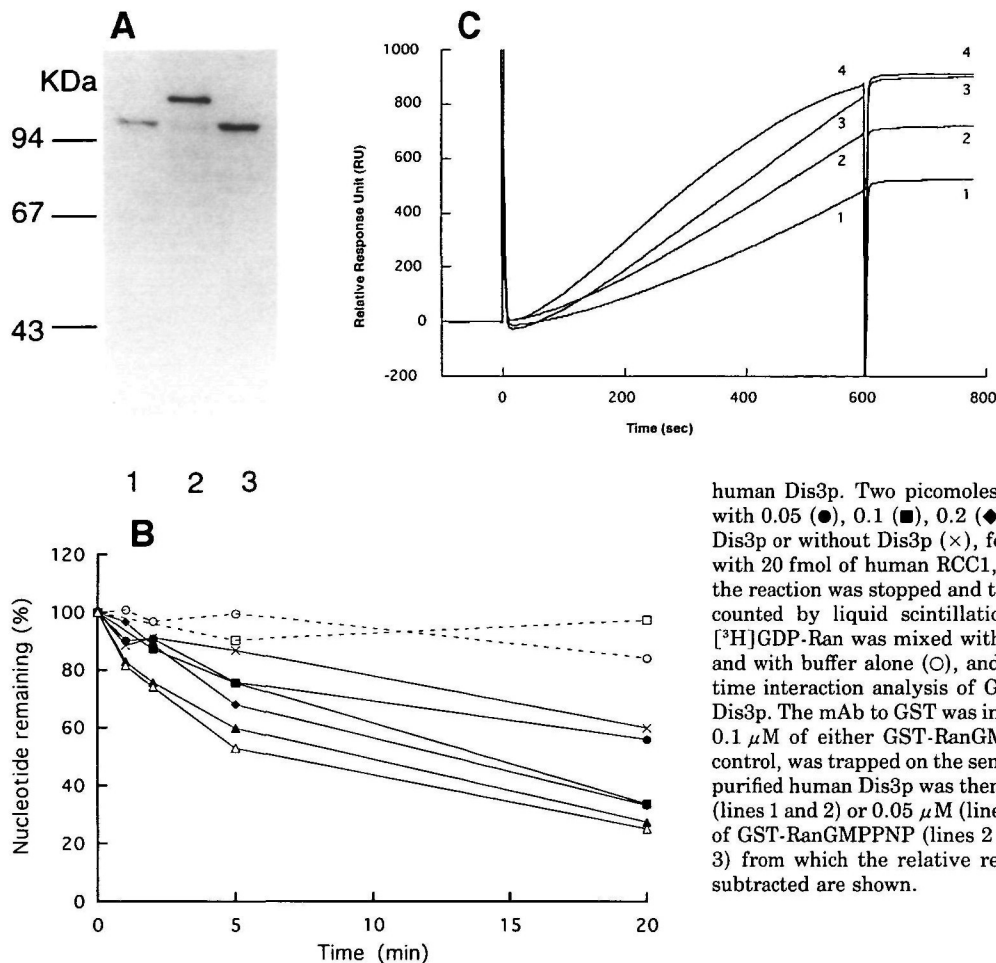 A
KDa
94
67
43
1 2 3
C
Relative Response Unit (RU)
1000
800
600
400
200
0
-200
4
3
2
1
4
3
2
1
0 200 400 600 800
Time (sec)
B
Nucleotide remaining (%)
120
100
80
60
40
20
0
0 5 10 15 20
Time (min)
human Dis3p. Two picomoles
with 0.05 (●), 0.1 (■), 0.2 (◆
Dis3p or without Dis3p (×), f
with 20 fmol of human RCC1,
the reaction was stopped and t
counted by liquid scintillatio
[³H]GDP-Ran was mixed with
and with buffer alone (○), and
time interaction analysis of G
Dis3p. The mAb to GST was in
0.1 μM of either GST-RanGM
control, was trapped on the sen
purified human Dis3p was then
(lines 1 and 2) or 0.05 μM (line
of GST-RanGMPPNP (lines 2
3) from which the relative re
subtracted are shown.